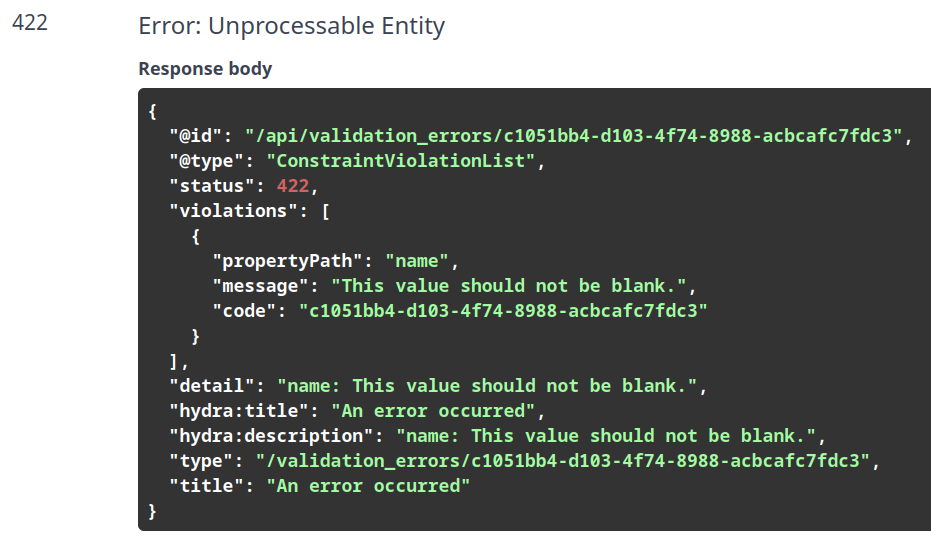 422
Error: Unprocessable Entity
Response body
{
  "@id": "/api/validation_errors/c1051bb4-d103-4f74-8988-acbcafc7fdc3",
  "@type": "ConstraintViolationList",
  "status": 422,
  "violations": [
    {
      "propertyPath": "name",
      "message": "This value should not be blank.",
      "code": "c1051bb4-d103-4f74-8988-acbcafc7fdc3"
    }
  ],
  "detail": "name: This value should not be blank.",
  "hydra:title": "An error occurred",
  "hydra:description": "name: This value should not be blank.",
  "type": "/validation_errors/c1051bb4-d103-4f74-8988-acbcafc7fdc3",
  "title": "An error occurred"
}